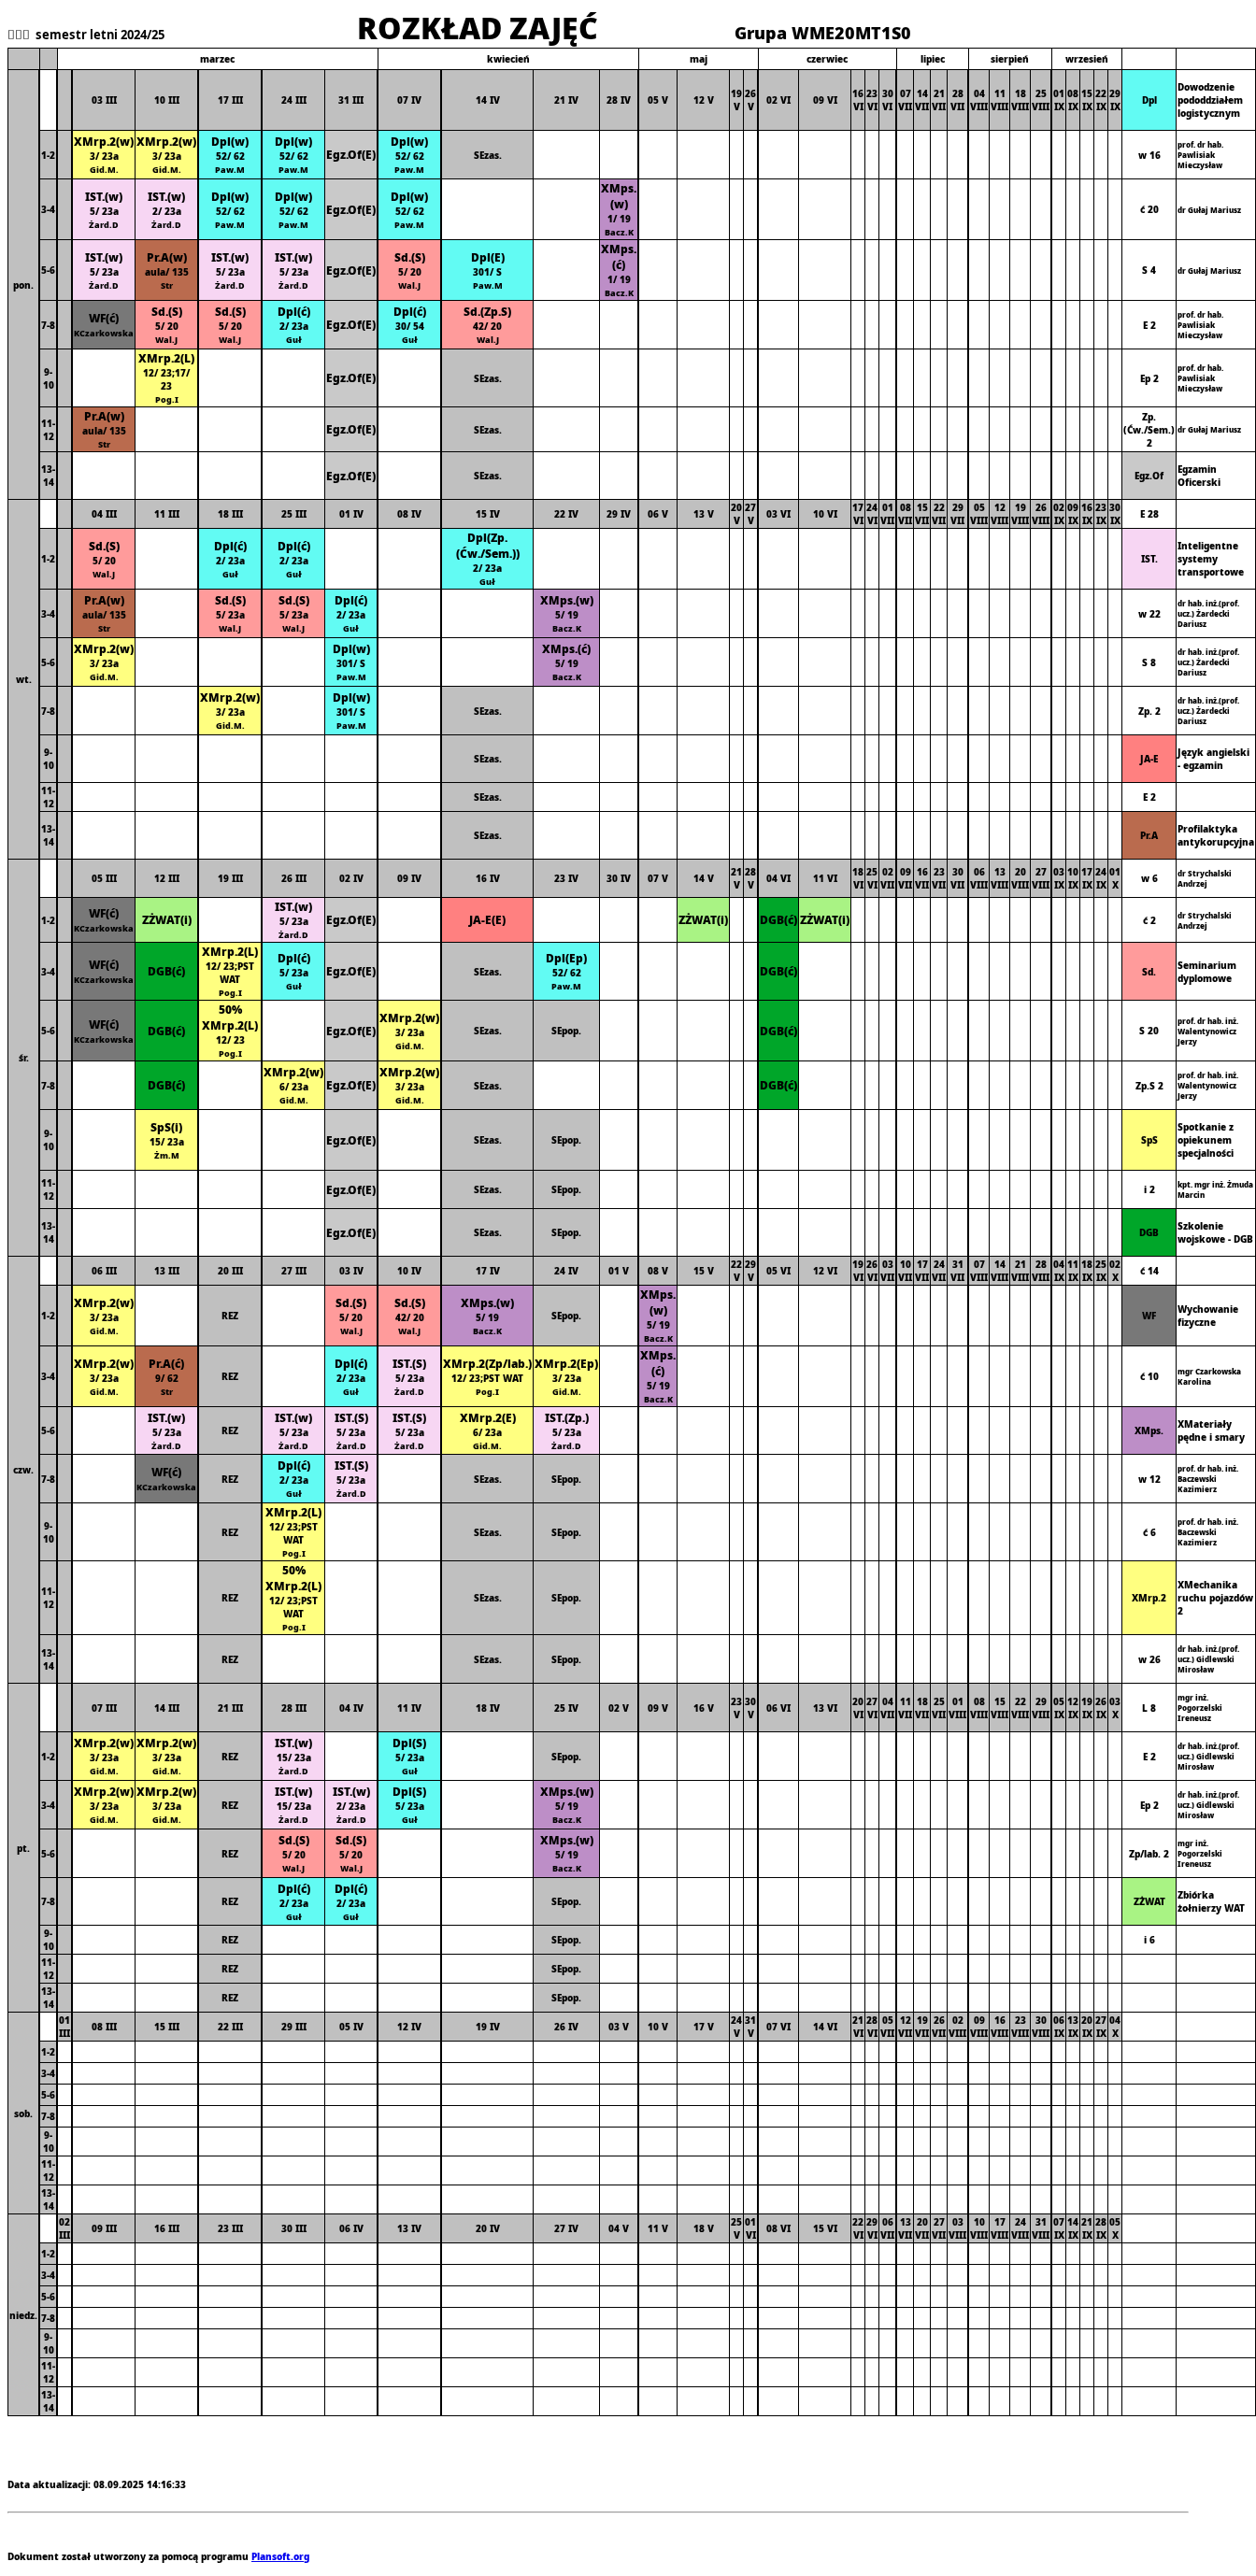 semestr letni 2024/25 ROZKŁAD ZAJĘĆ Grupa WME20MT1S0
marzec kwiecień maj czerwiec lipiec sierpień wrzesień
pon. 03 III 10 III 17 III 24 III 31 III 07 IV 14 IV 21 IV 28 IV 05 V 12 V 19 V 26 V 02 VI 09 VI 16 VI 23 VI 30 VI 07 VII 14 VII 21 VII 28 VII 04 VIII 11 VIII 18 VIII 25 VIII 01 IX 08 IX 15 IX 22 IX 29 IX Dpl Dowodzenie pododdziałem logistycznym
1-2 XMrp.2(w) 3/ 23a Gid.M. XMrp.2(w) 3/ 23a Gid.M. Dpl(w) 52/ 62 Paw.M Dpl(w) 52/ 62 Paw.M Egz.Of(E) Dpl(w) 52/ 62 Paw.M SEzas. w 16 prof. dr hab. Pawlisiak Mieczysław
3-4 IST.(w) 5/ 23a Żard.D IST.(w) 2/ 23a Żard.D Dpl(w) 52/ 62 Paw.M Dpl(w) 52/ 62 Paw.M Egz.Of(E) Dpl(w) 52/ 62 Paw.M XMps.(w) 1/ 19 Bacz.K ć 20 dr Gułaj Mariusz
5-6 IST.(w) 5/ 23a Żard.D Pr.A(w) aula/ 135 Str IST.(w) 5/ 23a Żard.D IST.(w) 5/ 23a Żard.D Egz.Of(E) Sd.(S) 5/ 20 Wal.J Dpl(E) 301/ S Paw.M XMps.(ć) 1/ 19 Bacz.K S 4 dr Gułaj Mariusz
7-8 WF(ć) KCzarkowska Sd.(S) 5/ 20 Wal.J Sd.(S) 5/ 20 Wal.J Dpl(ć) 2/ 23a Guł Egz.Of(E) Dpl(ć) 30/ 54 Guł Sd.(Zp.S) 42/ 20 Wal.J E 2 prof. dr hab. Pawlisiak Mieczysław
9-10 XMrp.2(L) 12/ 23;17/ 23 Pog.I Egz.Of(E) SEzas. Ep 2 prof. dr hab. Pawlisiak Mieczysław
11-12 Pr.A(w) aula/ 135 Str Egz.Of(E) SEzas. Zp.(Ćw./Sem.) 2 dr Gułaj Mariusz
13-14 Egz.Of(E) SEzas. Egz.Of Egzamin Oficerski
wt. 04 III 11 III 18 III 25 III 01 IV 08 IV 15 IV 22 IV 29 IV 06 V 13 V 20 V 27 V 03 VI 10 VI 17 VI 24 VI 01 VII 08 VII 15 VII 22 VII 29 VII 05 VIII 12 VIII 19 VIII 26 VIII 02 IX 09 IX 16 IX 23 IX 30 IX E 28
1-2 Sd.(S) 5/ 20 Wal.J Dpl(ć) 2/ 23a Guł Dpl(ć) 2/ 23a Guł Dpl(Zp.(Ćw./Sem.)) 2/ 23a Guł IST. Inteligentne systemy transportowe
3-4 Pr.A(w) aula/ 135 Str Sd.(S) 5/ 23a Wal.J Sd.(S) 5/ 23a Wal.J Dpl(ć) 2/ 23a Guł XMps.(w) 5/ 19 Bacz.K w 22 dr hab. inż.(prof. ucz.) Żardecki Dariusz
5-6 XMrp.2(w) 3/ 23a Gid.M. Dpl(w) 301/ S Paw.M XMps.(ć) 5/ 19 Bacz.K S 8 dr hab. inż.(prof. ucz.) Żardecki Dariusz
7-8 XMrp.2(w) 3/ 23a Gid.M. Dpl(w) 301/ S Paw.M SEzas. Zp. 2 dr hab. inż.(prof. ucz.) Żardecki Dariusz
9-10 SEzas. JA-E Język angielski - egzamin
11-12 SEzas. E 2
13-14 SEzas. Pr.A Profilaktyka antykorupcyjna
śr. 05 III 12 III 19 III 26 III 02 IV 09 IV 16 IV 23 IV 30 IV 07 V 14 V 21 V 28 V 04 VI 11 VI 18 VI 25 VI 02 VII 09 VII 16 VII 23 VII 30 VII 06 VIII 13 VIII 20 VIII 27 VIII 03 IX 10 IX 17 IX 24 IX 01 X w 6 dr Strychalski Andrzej
1-2 WF(ć) KCzarkowska ZŻWAT(i) IST.(w) 5/ 23a Żard.D Egz.Of(E) JA-E(E) ZŻWAT(i) DGB(ć) ZŻWAT(i) ć 2 dr Strychalski Andrzej
3-4 WF(ć) KCzarkowska DGB(ć) XMrp.2(L) 12/ 23;PST WAT Pog.I Dpl(ć) 5/ 23a Guł Egz.Of(E) SEzas. Dpl(Ep) 52/ 62 Paw.M DGB(ć) Sd. Seminarium dyplomowe
5-6 WF(ć) KCzarkowska DGB(ć) 50% XMrp.2(L) 12/ 23 Pog.I Egz.Of(E) XMrp.2(w) 3/ 23a Gid.M. SEzas. SEpop. DGB(ć) S 20 prof. dr hab. inż. Walentynowicz Jerzy
7-8 DGB(ć) XMrp.2(w) 6/ 23a Gid.M. Egz.Of(E) XMrp.2(w) 3/ 23a Gid.M. SEzas. DGB(ć) Zp.S 2 prof. dr hab. inż. Walentynowicz Jerzy
9-10 SpS(i) 15/ 23a Żm.M Egz.Of(E) SEzas. SEpop. SpS Spotkanie z opiekunem specjalności
11-12 Egz.Of(E) SEzas. SEpop. i 2 kpt. mgr inż. Żmuda Marcin
13-14 Egz.Of(E) SEzas. SEpop. DGB Szkolenie wojskowe - DGB
czw. 06 III 13 III 20 III 27 III 03 IV 10 IV 17 IV 24 IV 01 V 08 V 15 V 22 V 29 V 05 VI 12 VI 19 VI 26 VI 03 VII 10 VII 17 VII 24 VII 31 VII 07 VIII 14 VIII 21 VIII 28 VIII 04 IX 11 IX 18 IX 25 IX 02 X ć 14
1-2 XMrp.2(w) 3/ 23a Gid.M. REZ Sd.(S) 5/ 20 Wal.J Sd.(S) 42/ 20 Wal.J XMps.(w) 5/ 19 Bacz.K SEpop. XMps.(w) 5/ 19 Bacz.K WF Wychowanie fizyczne
3-4 XMrp.2(w) 3/ 23a Gid.M. Pr.A(ć) 9/ 62 Str REZ Dpl(ć) 2/ 23a Guł IST.(S) 5/ 23a Żard.D XMrp.2(Zp/lab.) 12/ 23;PST WAT Pog.I XMrp.2(Ep) 3/ 23a Gid.M. XMps.(ć) 5/ 19 Bacz.K ć 10 mgr Czarkowska Karolina
5-6 IST.(w) 5/ 23a Żard.D REZ IST.(w) 5/ 23a Żard.D IST.(S) 5/ 23a Żard.D IST.(S) 5/ 23a Żard.D XMrp.2(E) 6/ 23a Gid.M. IST.(Zp.) 5/ 23a Żard.D XMps. XMateriały pędne i smary
7-8 WF(ć) KCzarkowska REZ Dpl(ć) 2/ 23a Guł IST.(S) 5/ 23a Żard.D SEzas. SEpop. w 12 prof. dr hab. inż. Baczewski Kazimierz
9-10 REZ XMrp.2(L) 12/ 23;PST WAT Pog.I SEzas. SEpop. ć 6 prof. dr hab. inż. Baczewski Kazimierz
11-12 REZ 50% XMrp.2(L) 12/ 23;PST WAT Pog.I SEzas. SEpop. XMrp.2 XMechanika ruchu pojazdów 2
13-14 REZ SEzas. SEpop. w 26 dr hab. inż.(prof. ucz.) Gidlewski Mirosław
pt. 07 III 14 III 21 III 28 III 04 IV 11 IV 18 IV 25 IV 02 V 09 V 16 V 23 V 30 V 06 VI 13 VI 20 VI 27 VI 04 VII 11 VII 18 VII 25 VII 01 VIII 08 VIII 15 VIII 22 VIII 29 VIII 05 IX 12 IX 19 IX 26 IX 03 X L 8 mgr inż. Pogorzelski Ireneusz
1-2 XMrp.2(w) 3/ 23a Gid.M. XMrp.2(w) 3/ 23a Gid.M. REZ IST.(w) 15/ 23a Żard.D Dpl(S) 5/ 23a Guł SEpop. E 2 dr hab. inż.(prof. ucz.) Gidlewski Mirosław
3-4 XMrp.2(w) 3/ 23a Gid.M. XMrp.2(w) 3/ 23a Gid.M. REZ IST.(w) 15/ 23a Żard.D IST.(w) 2/ 23a Żard.D Dpl(S) 5/ 23a Guł XMps.(w) 5/ 19 Bacz.K Ep 2 dr hab. inż.(prof. ucz.) Gidlewski Mirosław
5-6 REZ Sd.(S) 5/ 20 Wal.J Sd.(S) 5/ 20 Wal.J XMps.(w) 5/ 19 Bacz.K Zp/lab. 2 mgr inż. Pogorzelski Ireneusz
7-8 REZ Dpl(ć) 2/ 23a Guł Dpl(ć) 2/ 23a Guł SEpop. ZŻWAT Zbiórka żołnierzy WAT
9-10 REZ SEpop. i 6
11-12 REZ SEpop.
13-14 REZ SEpop.
sob. 01 III 08 III 15 III 22 III 29 III 05 IV 12 IV 19 IV 26 IV 03 V 10 V 17 V 24 V 31 V 07 VI 14 VI 21 VI 28 VI 05 VII 12 VII 19 VII 26 VII 02 VIII 09 VIII 16 VIII 23 VIII 30 VIII 06 IX 13 IX 20 IX 27 IX 04 X
1-2
3-4
5-6
7-8
9-10
11-12
13-14
niedz. 02 III 09 III 16 III 23 III 30 III 06 IV 13 IV 20 IV 27 IV 04 V 11 V 18 V 25 V 01 VI 08 VI 15 VI 22 VI 29 VI 06 VII 13 VII 20 VII 27 VII 03 VIII 10 VIII 17 VIII 24 VIII 31 VIII 07 IX 14 IX 21 IX 28 IX 05 X
1-2
3-4
5-6
7-8
9-10
11-12
13-14
Data aktualizacji: 08.09.2025 14:16:33
Dokument został utworzony za pomocą programu Plansoft.org